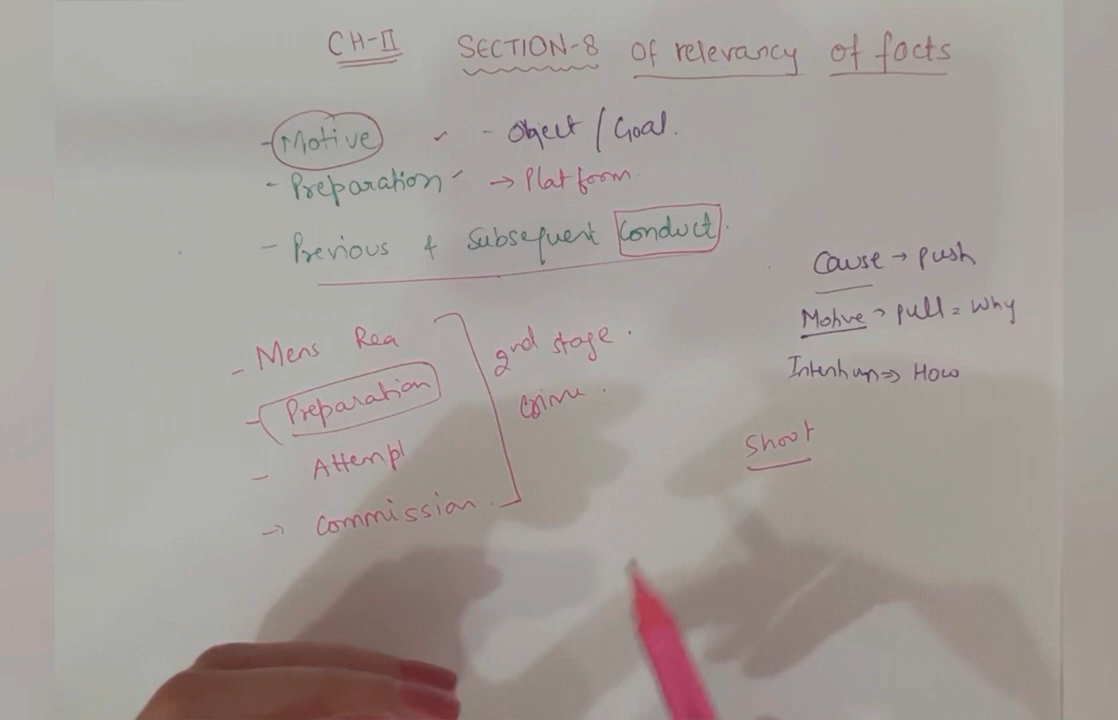 CH-II SECTION-8 Of relevancy of facts
- Motive ✓ - Object / Goal.
- Preparation ✓ → Platform
- Previous & Subsequent Conduct.
Cause → push
Motive → pull = Why
Intention ⇒ How
- Mens Rea
- Preparation
- Attempt
→ Commission.
2nd stage.
Crime.
Shoot